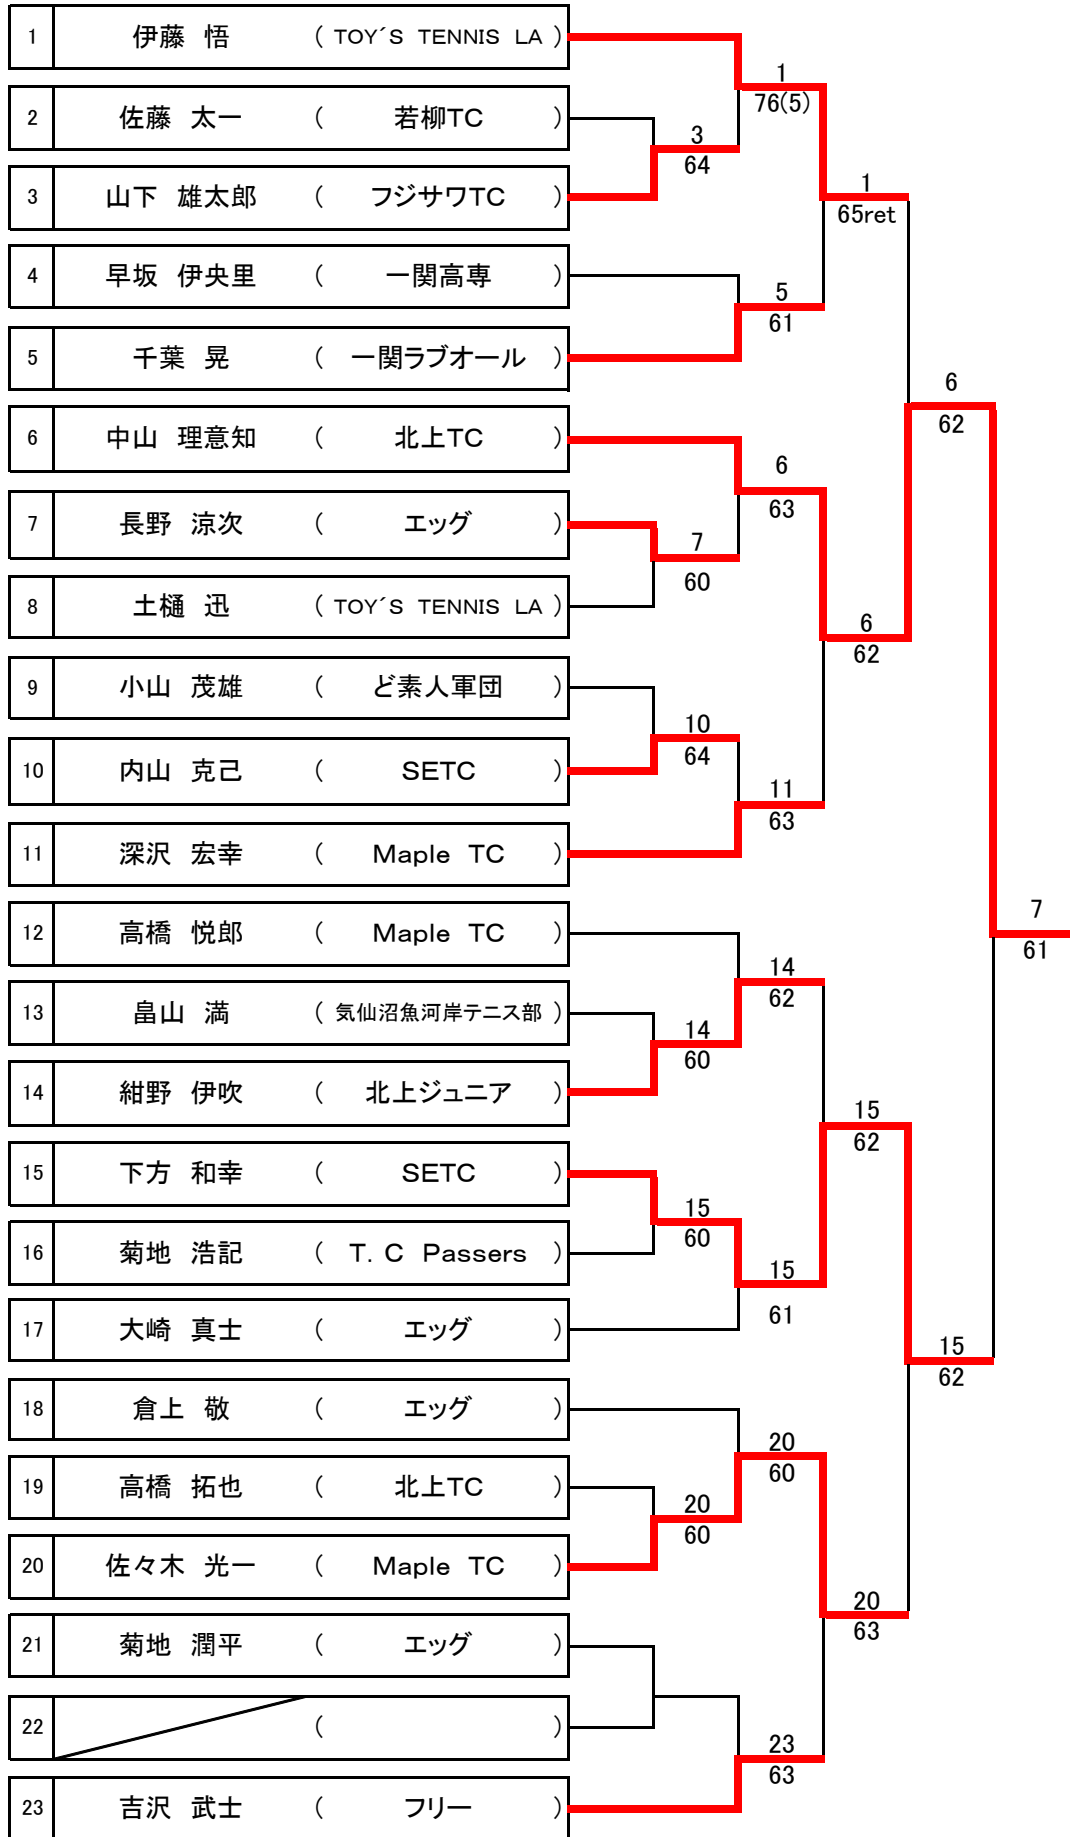 1 伊藤 悟 ( TOY´S TENNIS LA )
1
76(5)
2 佐藤 太一 ( 若柳TC )
3
64
3 山下 雄太郎 ( フジサワTC )
1
65ret
4 早坂 伊央里 ( 一関高専 )
5
61
5 千葉 晃 ( 一関ラブオール )
6
62
6 中山 理意知 ( 北上TC )
6
63
7 長野 涼次 ( エッグ )
7
60
8 土樋 迅 ( TOY´S TENNIS LA )
6
62
9 小山 茂雄 ( ど素人軍団 )
10
64
10 内山 克己 ( SETC )
11
63
11 深沢 宏幸 ( Maple TC )
7
61
12 高橋 悦郎 ( Maple TC )
14
62
13 畠山 満 ( 気仙沼魚河岸テニス部 )
14
60
14 紺野 伊吹 ( 北上ジュニア )
15
62
15 下方 和幸 ( SETC )
15
60
16 菊地 浩記 ( T. C Passers )
15
61
17 大崎 真士 ( エッグ )
15
62
18 倉上 敬 ( エッグ )
20
60
19 高橋 拓也 ( 北上TC )
20
60
20 佐々木 光一 ( Maple TC )
20
63
21 菊地 潤平 ( エッグ )
22 ( )
23
63
23 吉沢 武士 ( フリー )